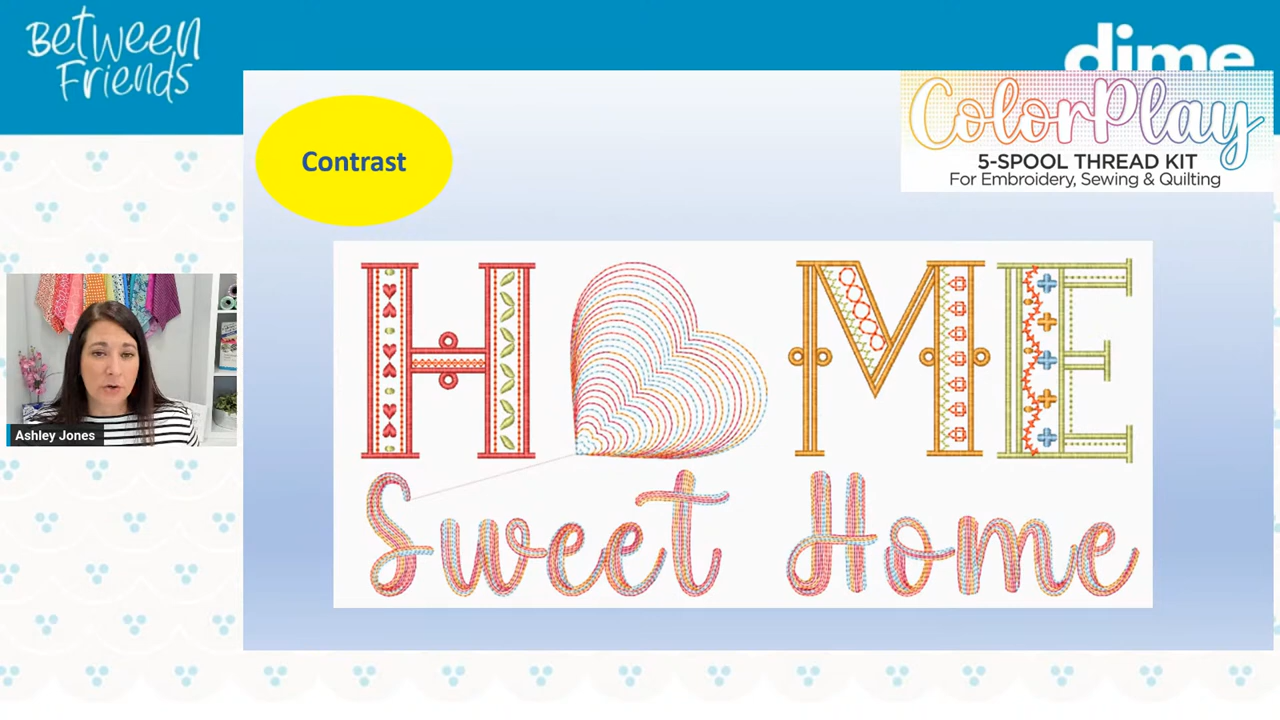 Between
Friends
dime
ColorPlay
5-SPOOL THREAD KIT
For Embroidery, Sewing & Quilting
Contrast
HOME
Sweet Home
Ashley Jones